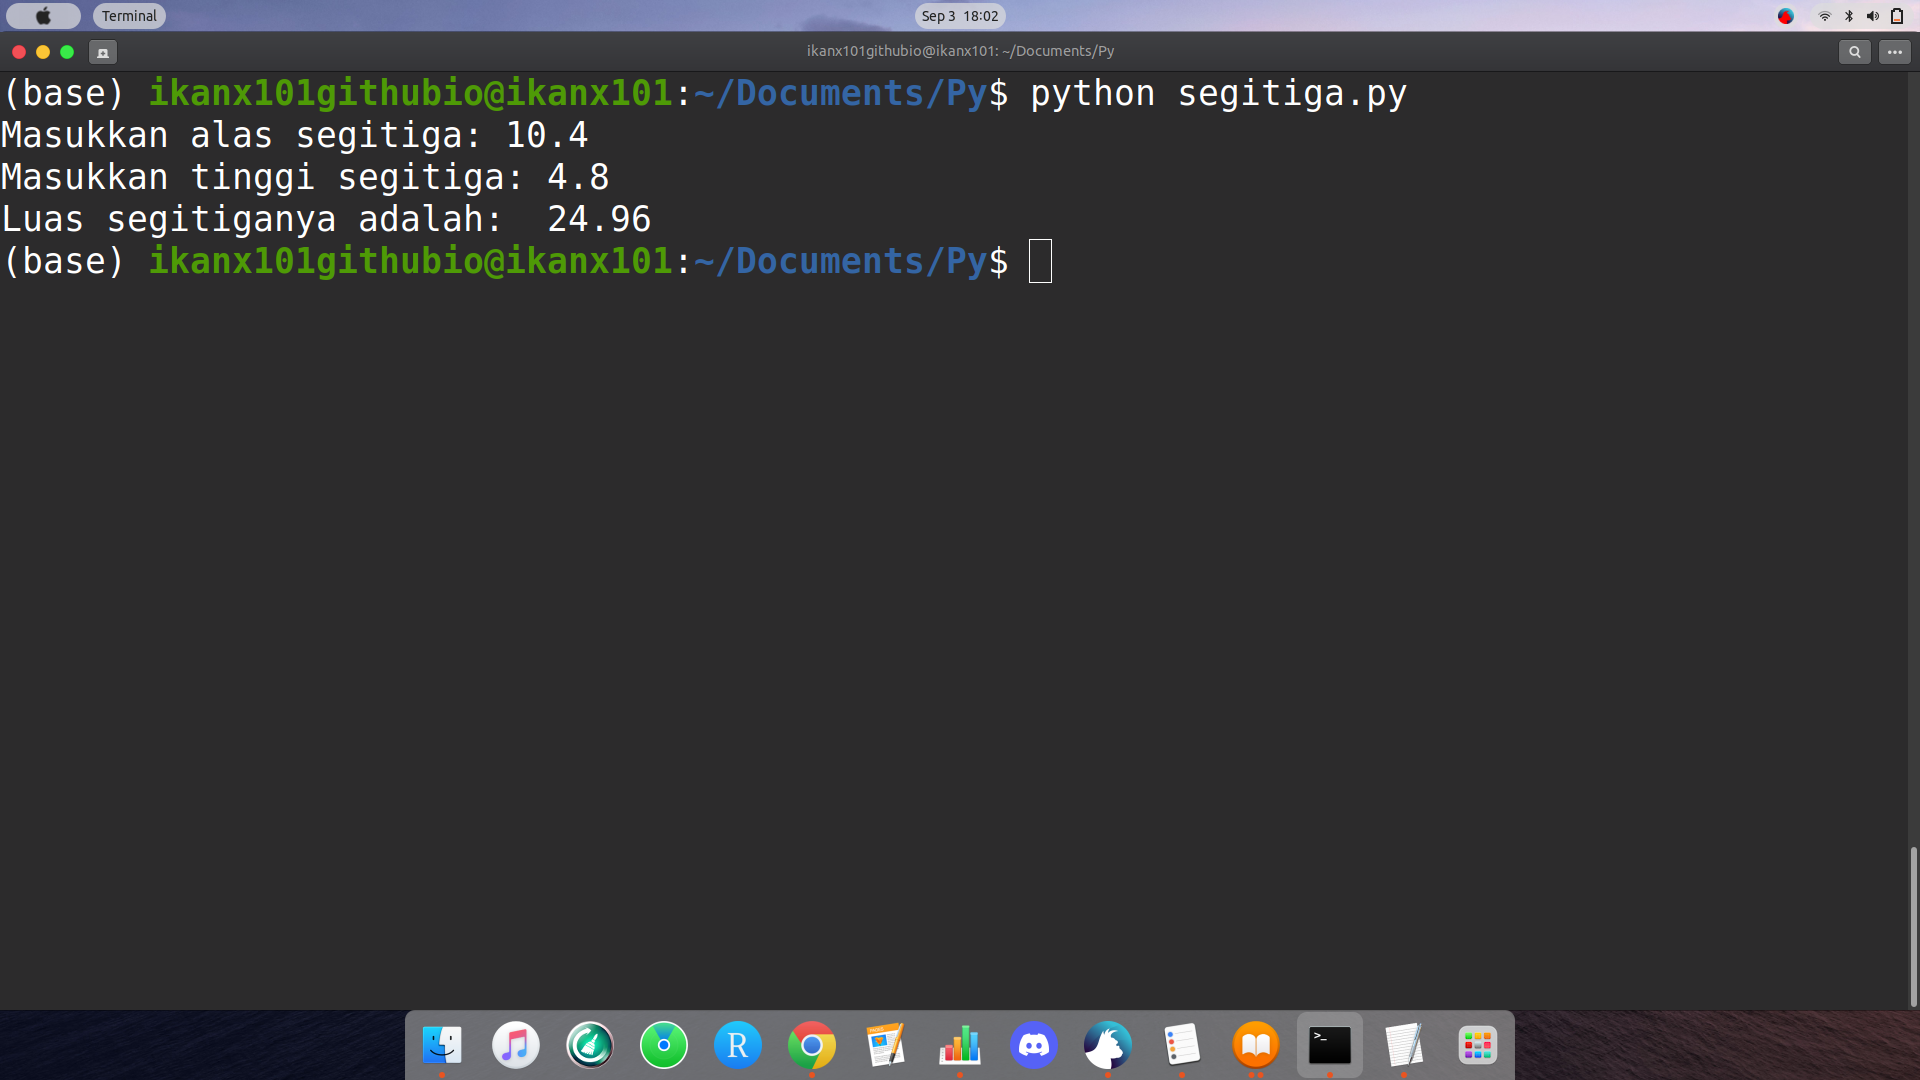 Terminal
Sep 3 18:02
ikanx101githubio@ikanx101: ~/Documents/Py
(base) ikanx101githubio@ikanx101:~/Documents/Py$ python segitiga.py
Masukkan alas segitiga: 10.4
Masukkan tinggi segitiga: 4.8
Luas segitiganya adalah:  24.96
(base) ikanx101githubio@ikanx101:~/Documents/Py$
R
>_